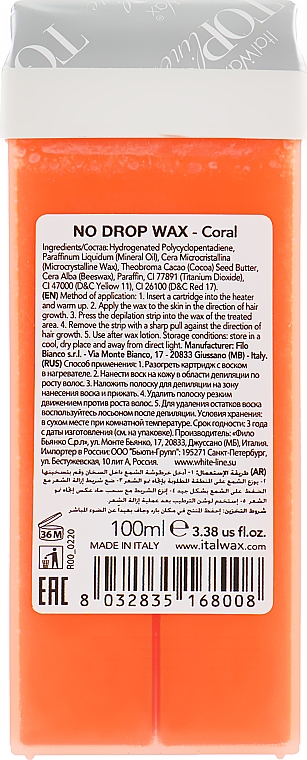 TOP line
Italwax
NO DROP WAX - Coral
Ingredients/Состав: Hydrogenated Polycyclopentadiene,
Paraffinum Liquidum (Mineral Oil), Cera Microcristallina
(Microcrystalline Wax), Theobroma Cacao (Cocoa) Seed Butter,
Cera Alba (Beeswax), Paraffin, CI 77891 (Titanium Dioxide),
CI 47000 (D&C Yellow 11), CI 26100 (D&C Red 17).
(EN) Method of application: 1. Insert a cartridge into the heater
and warm up. 2. Apply the wax to the skin in the direction of hair
growth. 3. Press the depilation strip into the wax of the treated
area. 4. Remove the strip with a sharp pull against the direction of
hair growth. 5. Use after wax lotion. Storage conditions: store in a
cool, dry place and away from direct light. Manufacturer: Filo
Bianco s.r.l. - Via Monte Bianco, 17 - 20833 Giussano (MB) - Italy.
(RUS) Способ применения: 1. Разогреть картридж с воском
в нагревателе. 2. Нанести воск на кожу в области депиляции по
росту волос. 3. Наложить полоску для депиляции на зону
нанесения воска и прижать. 4. Удалить полоску резким
движением против роста волос. 5. Для удаления остатков воска
воспользуйтесь лосьоном после депиляции. Условия хранения:
в сухом месте при комнатной температуре. Срок годности: 3 года
с даты изготовления (см. на упаковке). Производитель: «Фило
Бьянко С.р.л», ул. Монте Бьянко, 17, 20833, Джуссано (МБ), Италия.
Импортер в России: ООО "Бьюти-Групп", 195271 Санкт-Петербург,
ул. Бестужевская, 10 лит А, Россия. www.white-line.su
100ml e 3.38 us fl.oz.
36 M
MADE IN ITALY www.italwax.com
R00_0220
EAC
8 032835 168008